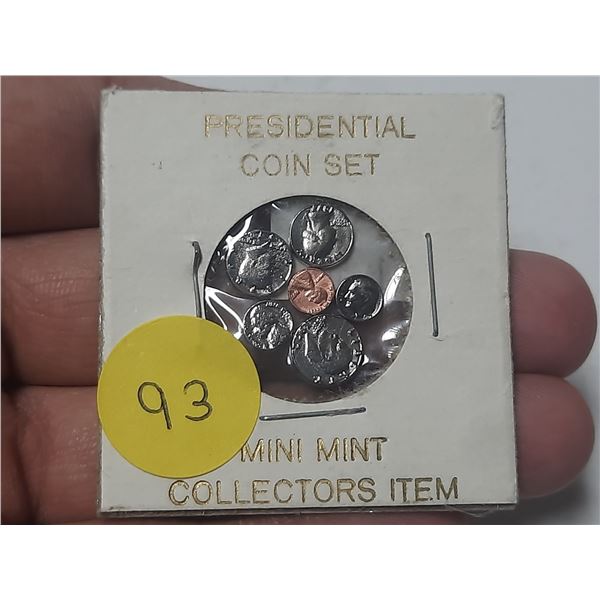 PRESIDENTIAL
COIN SET
93
MINI MINT
COLLECTORS ITEM